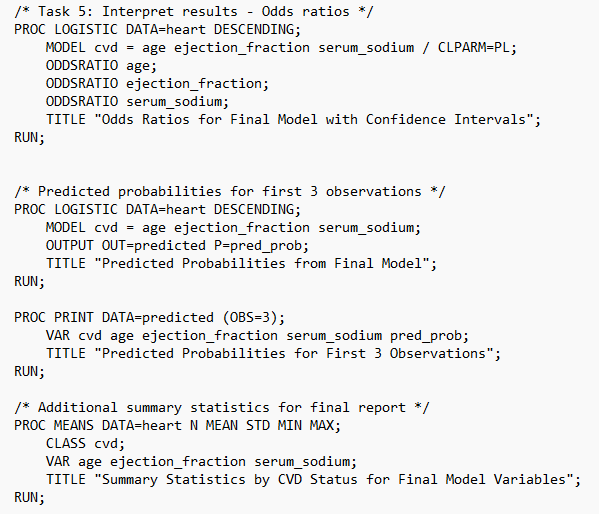 /* Task 5: Interpret results - Odds ratios */
PROC LOGISTIC DATA=heart DESCENDING;
    MODEL cvd = age ejection_fraction serum_sodium / CLPARM=PL;
    ODDSRATIO age;
    ODDSRATIO ejection_fraction;
    ODDSRATIO serum_sodium;
    TITLE "Odds Ratios for Final Model with Confidence Intervals";
RUN;
/* Predicted probabilities for first 3 observations */
PROC LOGISTIC DATA=heart DESCENDING;
    MODEL cvd = age ejection_fraction serum_sodium;
    OUTPUT OUT=predicted P=pred_prob;
    TITLE "Predicted Probabilities from Final Model";
RUN;
PROC PRINT DATA=predicted (OBS=3);
    VAR cvd age ejection_fraction serum_sodium pred_prob;
    TITLE "Predicted Probabilities for First 3 Observations";
RUN;
/* Additional summary statistics for final report */
PROC MEANS DATA=heart N MEAN STD MIN MAX;
    CLASS cvd;
    VAR age ejection_fraction serum_sodium;
    TITLE "Summary Statistics by CVD Status for Final Model Variables";
RUN;